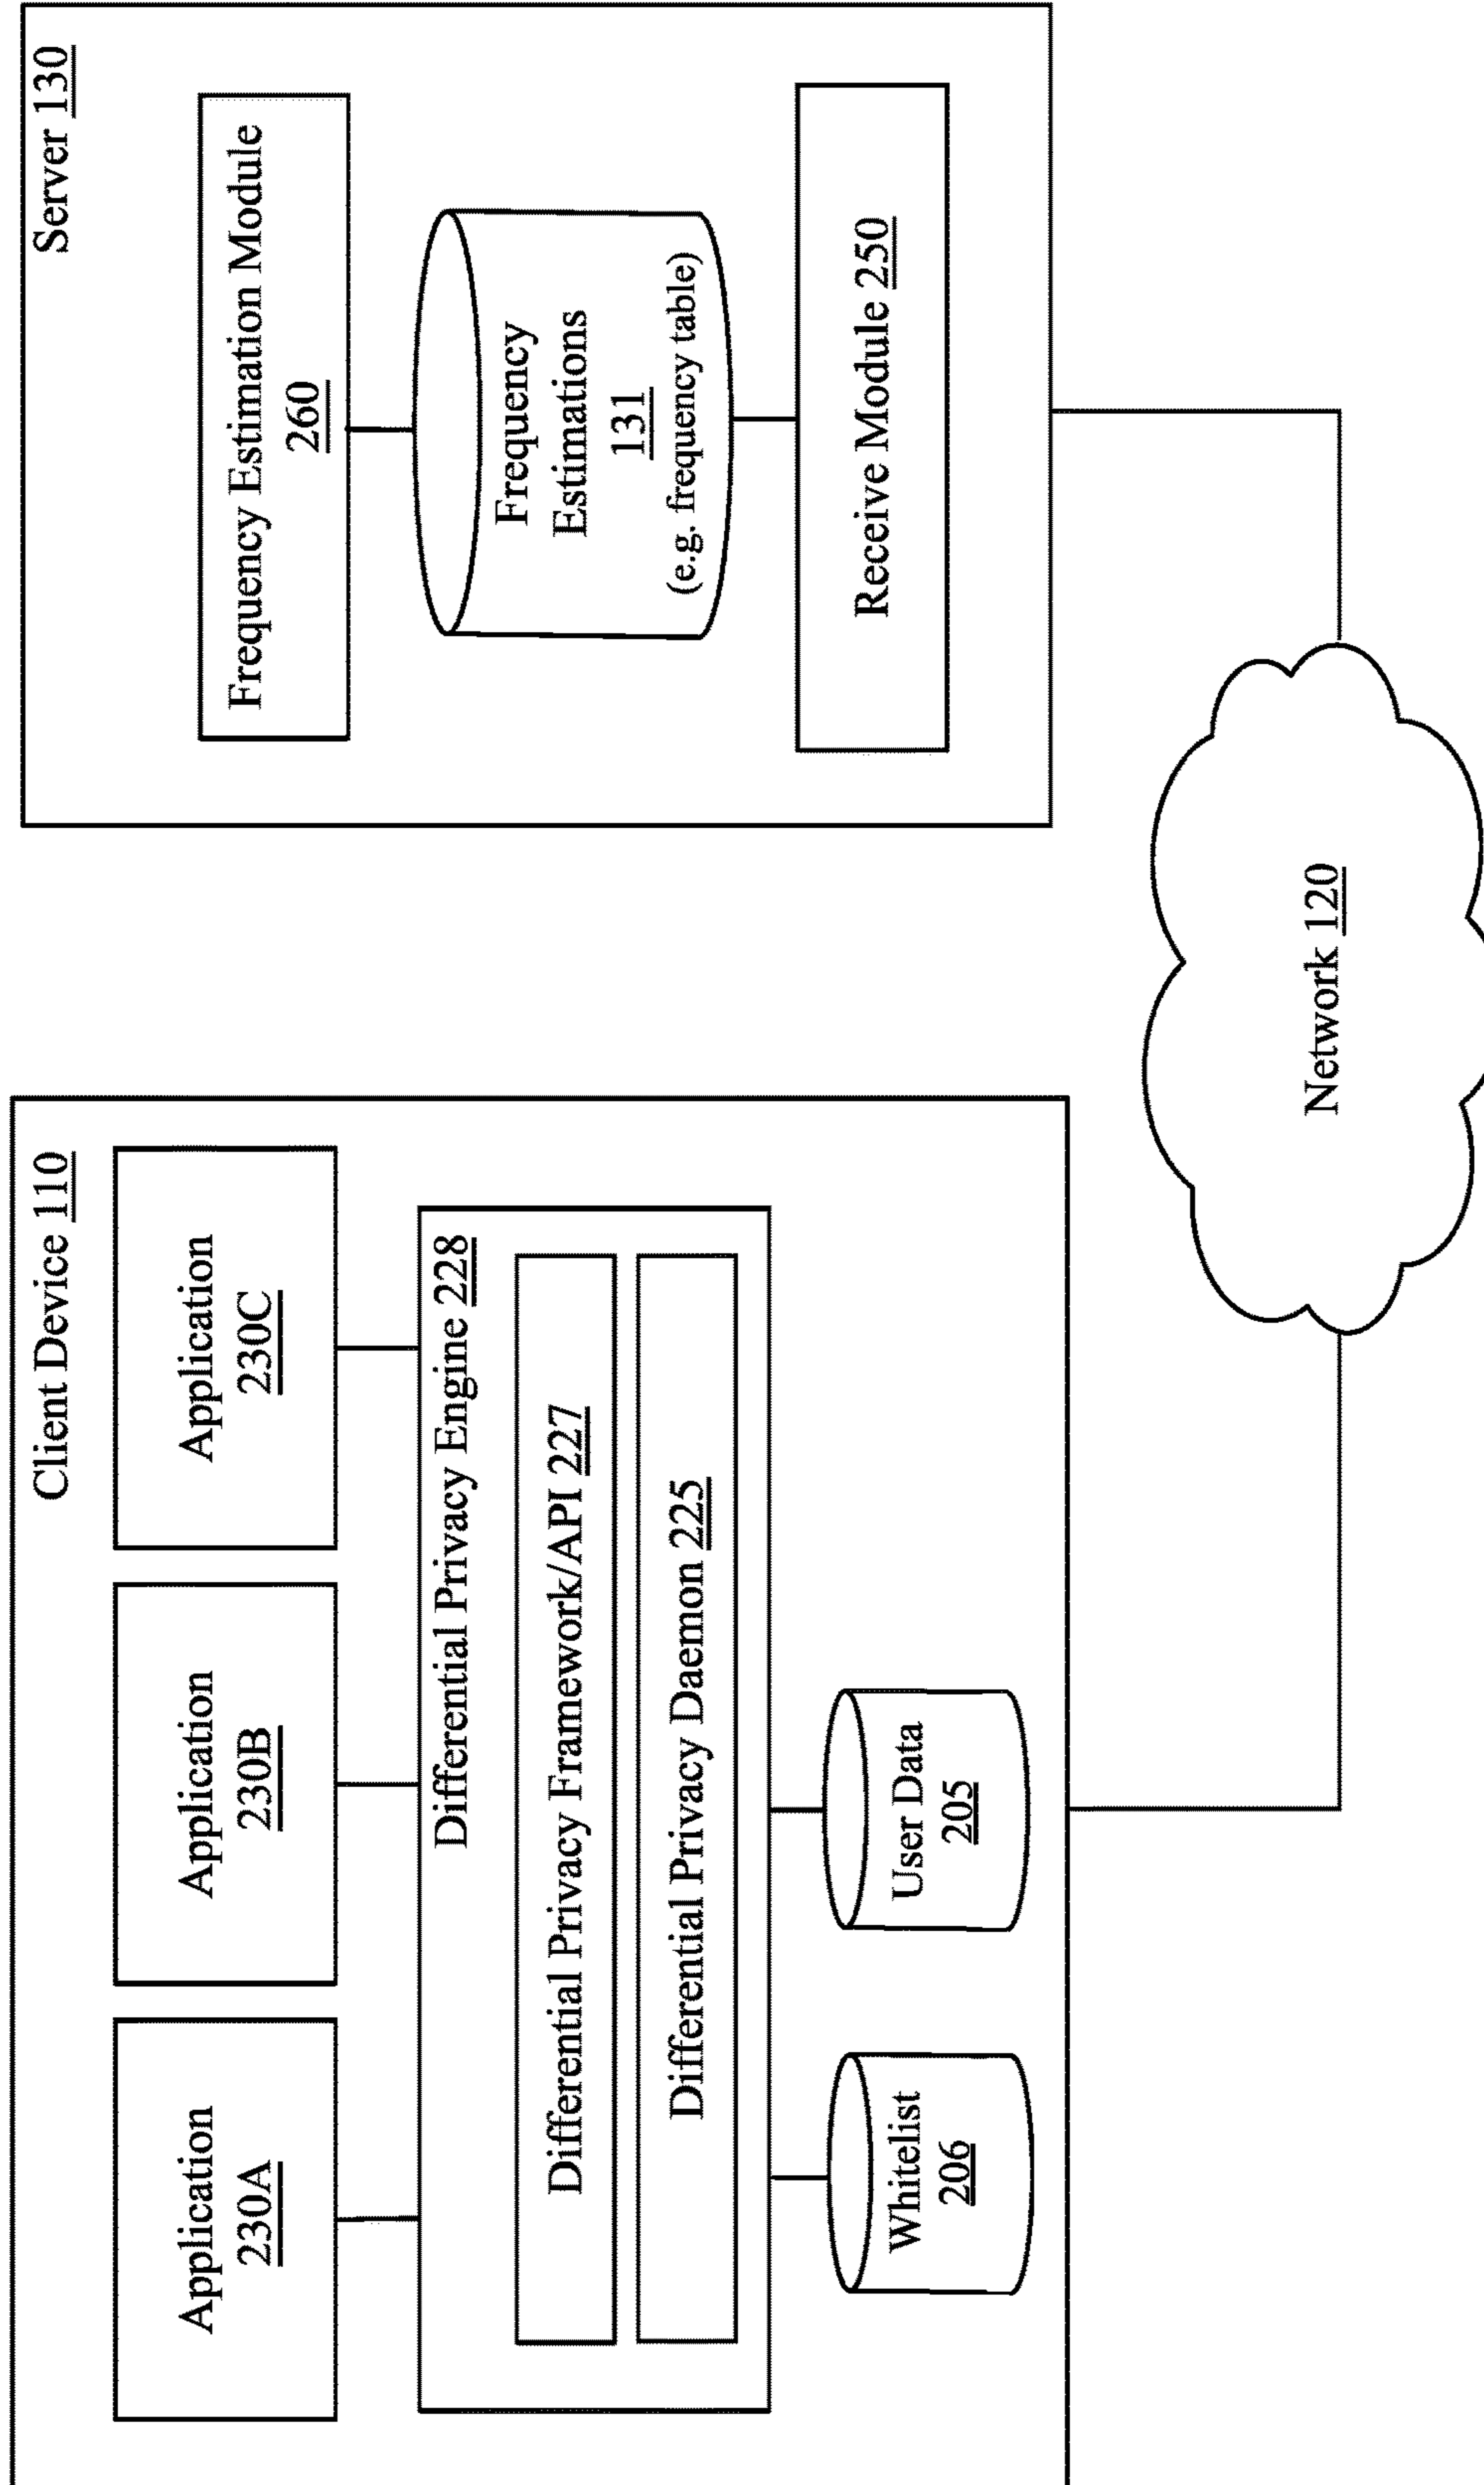 Client Device 110
Application
230A
Application
230B
Application
230C
Differential Privacy Engine 228
Differential Privacy Framework/API 227
Differential Privacy Daemon 225
Whitelist
206
User Data
205
Server 130
Frequency Estimation Module
260
Frequency
Estimations
131
(e.g. frequency table)
Receive Module 250
Network 120